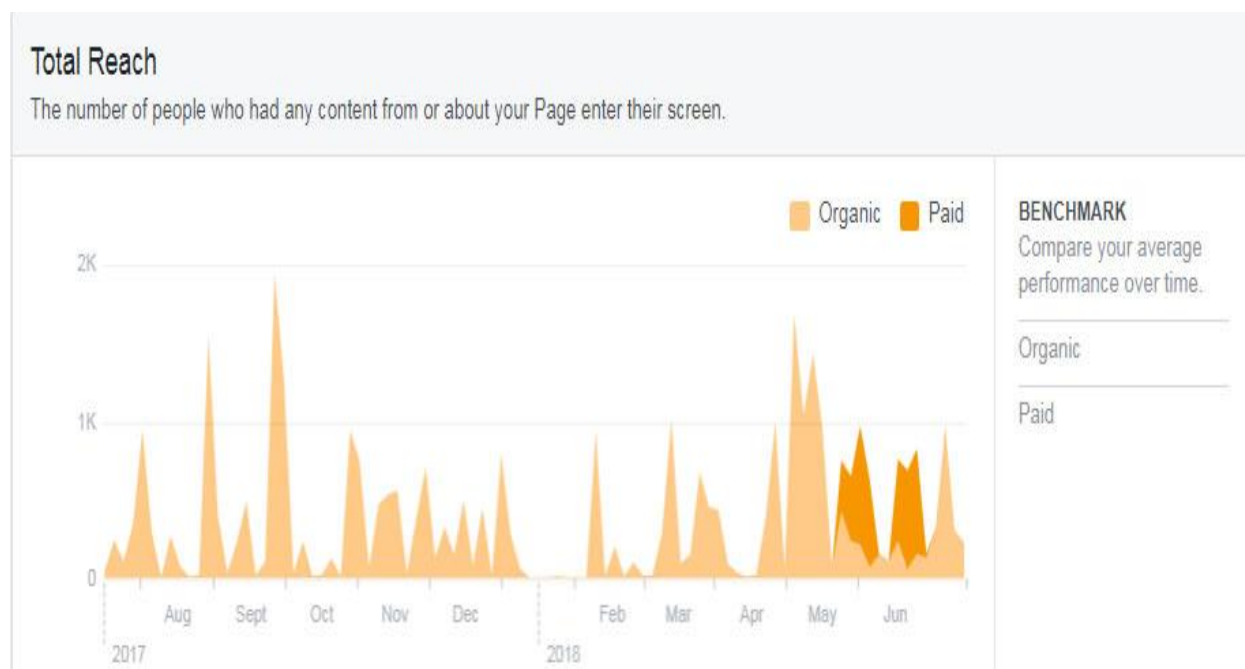 Total Reach
The number of people who had any content from or about your Page enter their screen.
Organic Paid
BENCHMARK
Compare your average
performance over time.
Organic
Paid
2K
1K
0
Aug Sept Oct Nov Dec Feb Mar Apr May Jun
2017 2018